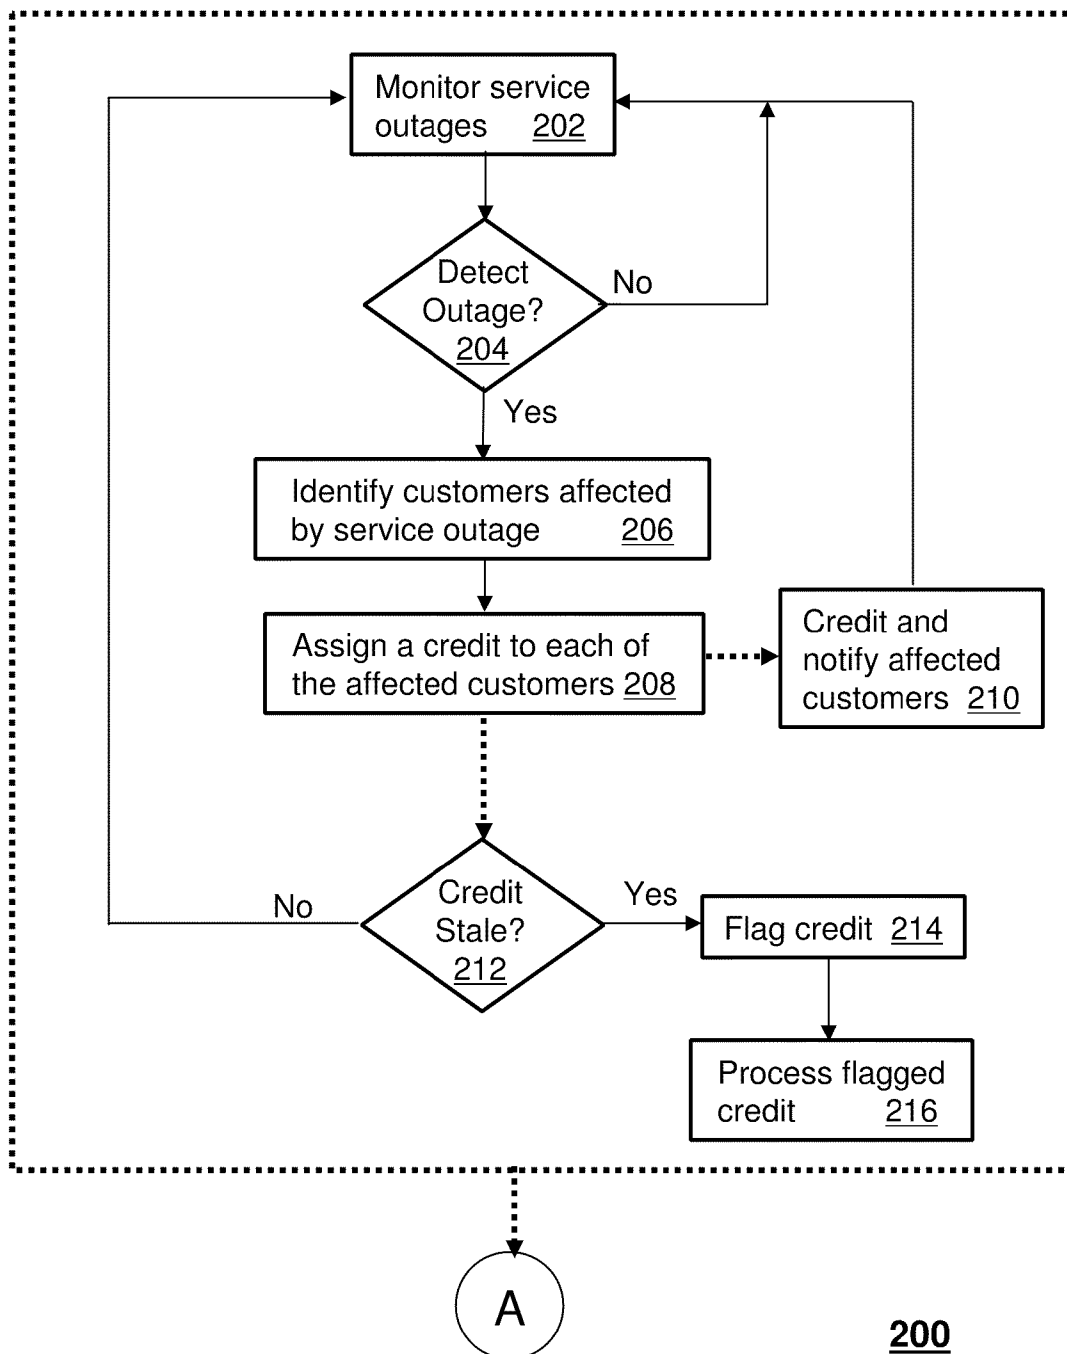 Monitor service
outages 202
Detect
Outage?
204
No
Yes
Identify customers affected
by service outage 206
Assign a credit to each of
the affected customers 208
Credit and
notify affected
customers 210
Credit
Stale?
212
No
Yes
Flag credit 214
Process flagged
credit 216
A
200